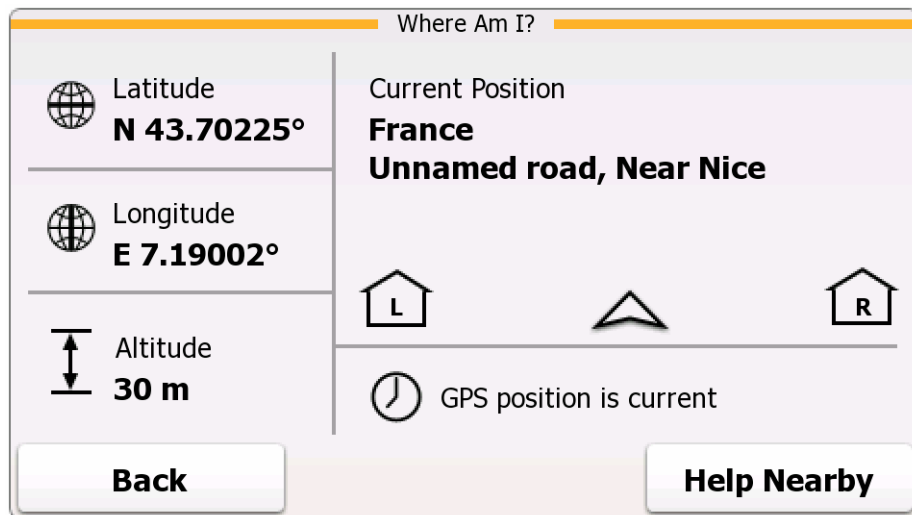 Where Am I?
Latitude
N 43.70225°
Longitude
E 7.19002°
Altitude
30 m
Current Position
France
Unnamed road, Near Nice
L
R
GPS position is current
Back
Help Nearby